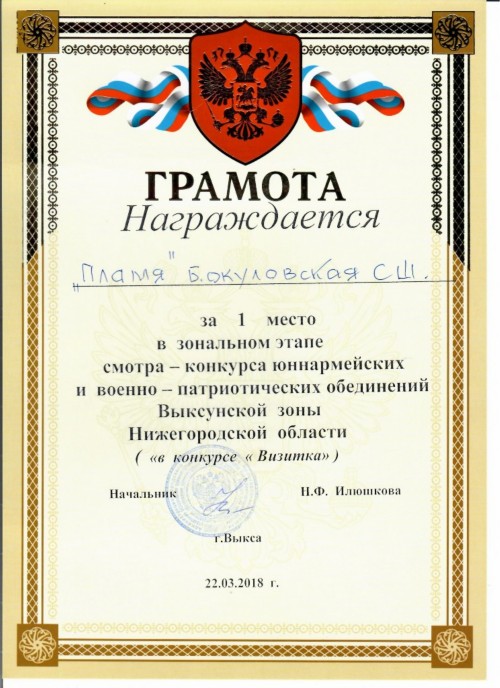 ГРАМОТА
Награждается
"Пламя" Б.окуловская СШ.
за 1 место
в зональном этапе
смотра – конкурса юннармейских
и военно – патриотических обединений
Выксунской зоны
Нижегородской области
( «в конкурсе « Визитка» )
Начальник Н.Ф. Илюшкова
г.Выкса
22.03.2018 г.